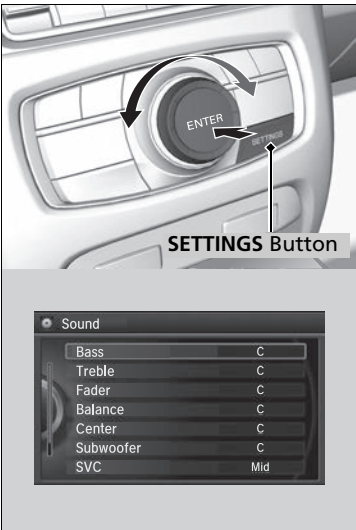 ENTER
SETTINGS
SETTINGS Button
Sound
Bass C
Treble C
Fader C
Balance C
Center C
Subwoofer C
SVC Mid